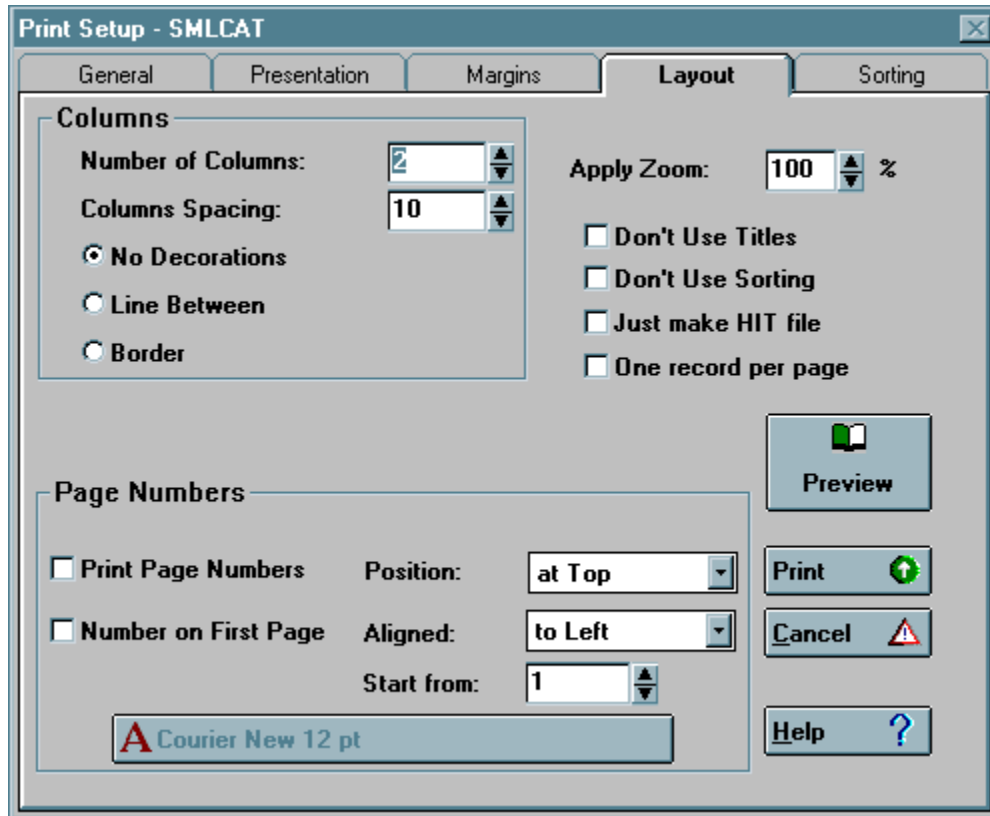 Print Setup - SMLCAT
General Presentation Margins Layout Sorting
Columns
Number of Columns: 2
Columns Spacing: 10
No Decorations
Line Between
Border
Apply Zoom: 100 %
Don't Use Titles
Don't Use Sorting
Just make HIT file
One record per page
Preview
Page Numbers
Print Page Numbers Position: at Top
Number on First Page Aligned: to Left
Start from: 1
A Courier New 12 pt
Print
Cancel
Help ?